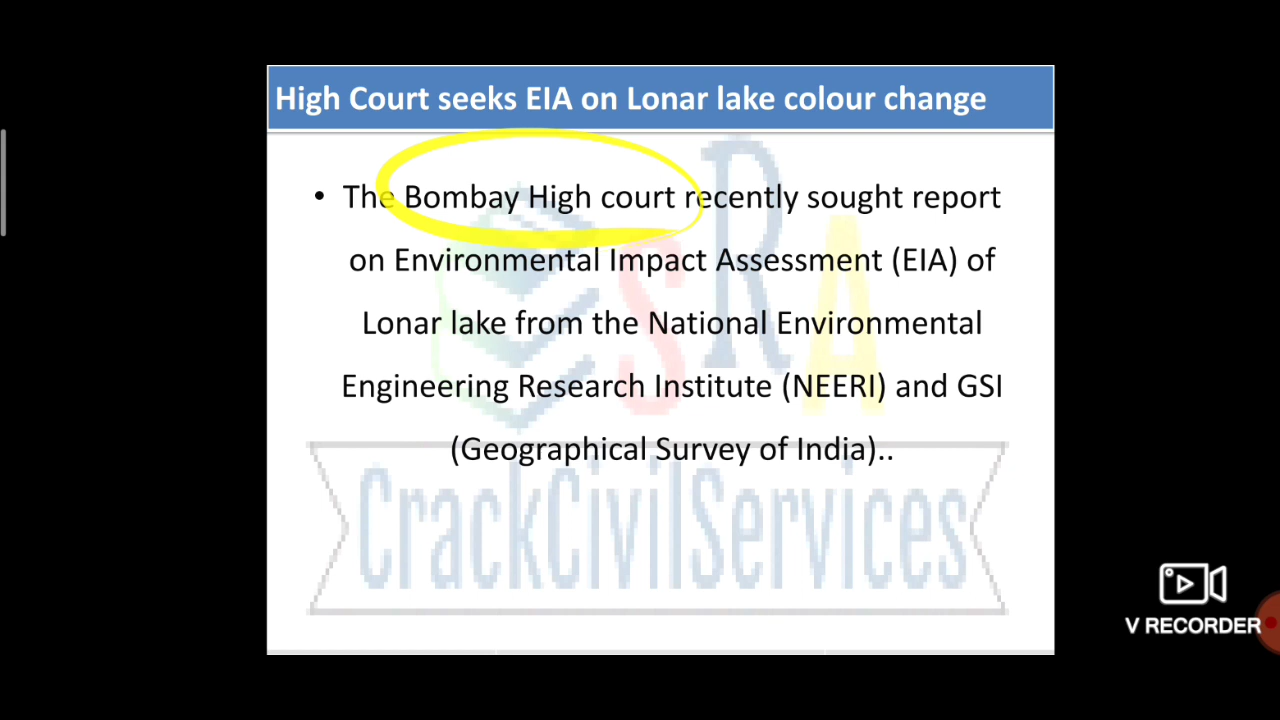 High Court seeks EIA on Lonar lake colour change
• The Bombay High court recently sought report
on Environmental Impact Assessment (EIA) of
Lonar lake from the National Environmental
Engineering Research Institute (NEERI) and GSI
(Geographical Survey of India)..
SRA
CrackCivilServices
V RECORDER